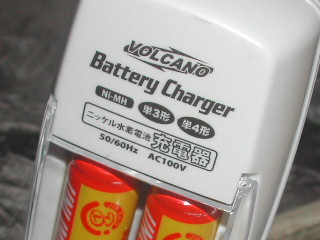 VOLCANO
Battery Charger
Ni-MH 単3形 単4形
ニッケル水素電池 充電器
50/60Hz AC100V